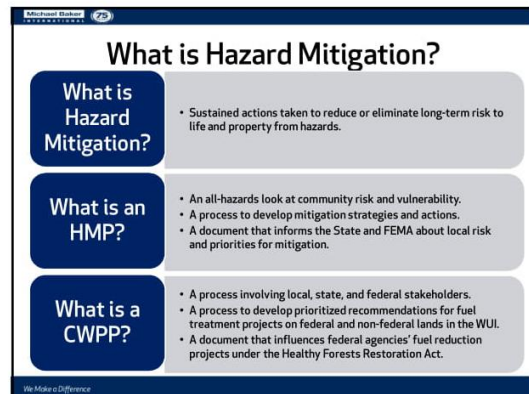 Michael Baker
INTERNATIONAL
75
What is Hazard Mitigation?
What is
Hazard
Mitigation?
• Sustained actions taken to reduce or eliminate long-term risk to
life and property from hazards.
What is an
HMP?
• An all-hazards look at community risk and vulnerability.
• A process to develop mitigation strategies and actions.
• A document that informs the State and FEMA about local risk
and priorities for mitigation.
What is a
CWPP?
• A process involving local, state, and federal stakeholders.
• A process to develop prioritized recommendations for fuel
treatment projects on federal and non-federal lands in the WUI.
• A document that influences federal agencies' fuel reduction
projects under the Healthy Forests Restoration Act.
We Make a Difference